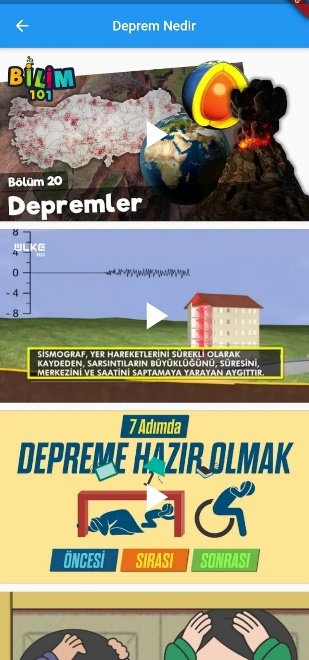 Deprem Nedir
BİLİM
101
Bölüm 20
Depremler
8
ÜLKE
HD
4
0
- 4
- 8
SİSMOGRAF, YER HAREKETLERİNİ SÜREKLİ OLARAK
KAYDEDEN, SARSINTILARIN BÜYÜKLÜĞÜNÜ, SÜRESİNİ,
MERKEZİNİ VE SAATİNİ SAPTAMAYA YARAYAN AYGITTIR.
7 Adımda
DEPREME HAZIR OLMAK
ÖNCESİ SIRASI SONRASI